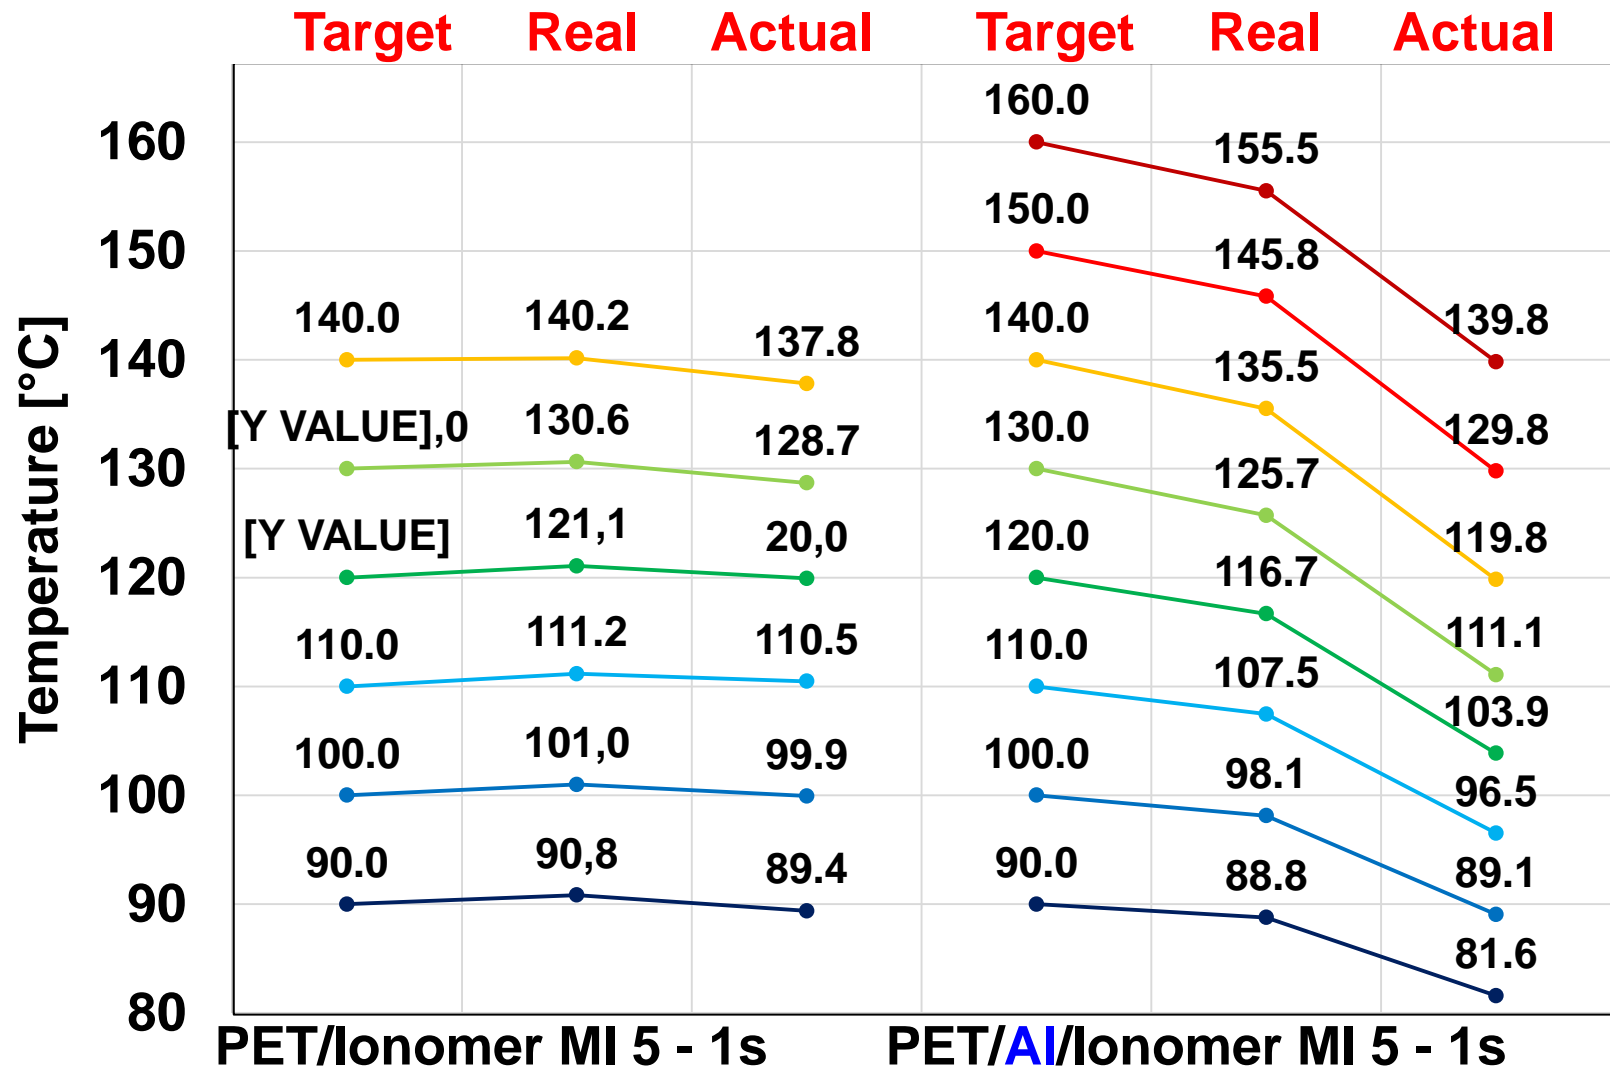 Target Real Actual Target Real Actual
160.0
160 155.5
150.0
150 145.8
140.0 140.2 137.8 140.0 139.8
140 135.5
[Y VALUE],0 130.6 128.7 130.0 129.8
130 125.7
[Y VALUE] 121,1 20,0 120.0 119.8
120 116.7
110.0 111.2 110.5 110.0 111.1
110 107.5 103.9
100.0 101,0 99.9 100.0 98.1 96.5
100
90.0 90,8 89.4 90.0 88.8 89.1
90
81.6
80
Temperature [°C]
PET/Ionomer MI 5 - 1s PET/Al/Ionomer MI 5 - 1s